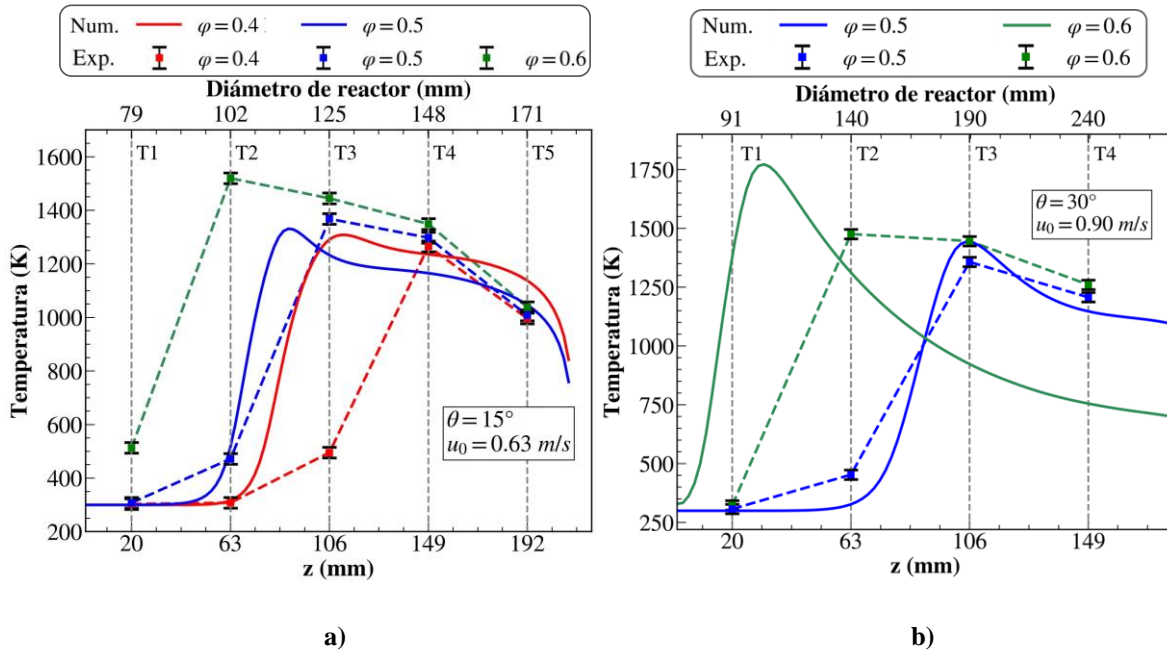 Num. φ=0.4 φ=0.5
Exp. φ=0.4 φ=0.5 φ=0.6
Diámetro de reactor (mm)
79 102 125 148 171
T1 T2 T3 T4 T5
Temperatura (K)
1600
1400
1200
1000
800
600
400
200
θ=15°
u₀=0.63 m/s
20 63 106 149 192
z (mm)
a)
Num. φ=0.5 φ=0.6
Exp. φ=0.5 φ=0.6
Diámetro de reactor (mm)
91 140 190 240
T1 T2 T3 T4
Temperatura (K)
1750
1500
1250
1000
750
500
250
θ=30°
u₀=0.90 m/s
20 63 106 149
z (mm)
b)